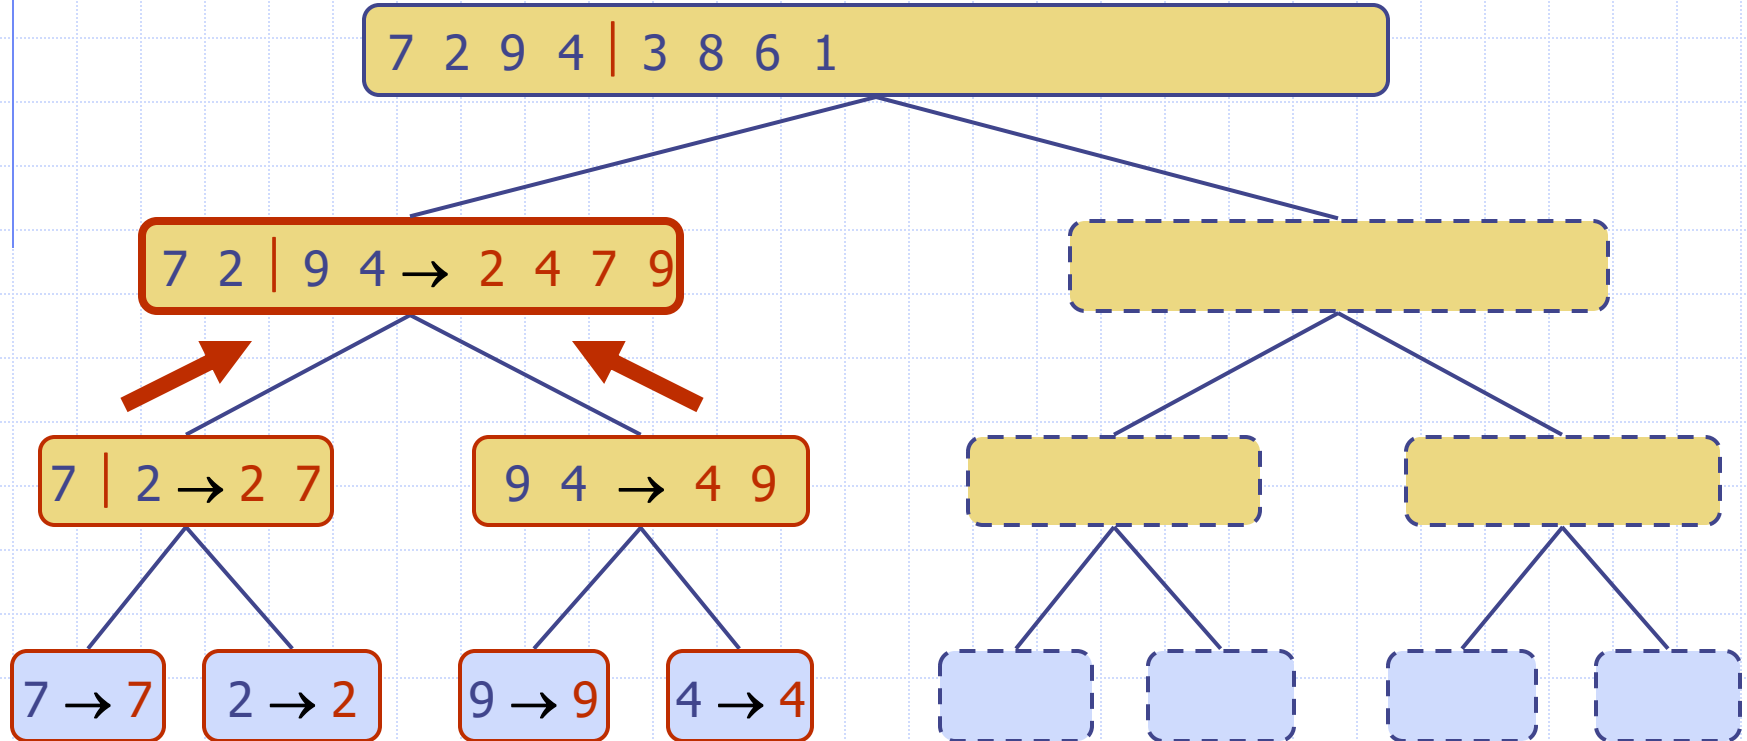 7 2 9 4 | 3 8 6 1
7 2 | 9 4 → 2 4 7 9
7 | 2 → 2 7
9 4 → 4 9
7 → 7
2 → 2
9 → 9
4 → 4